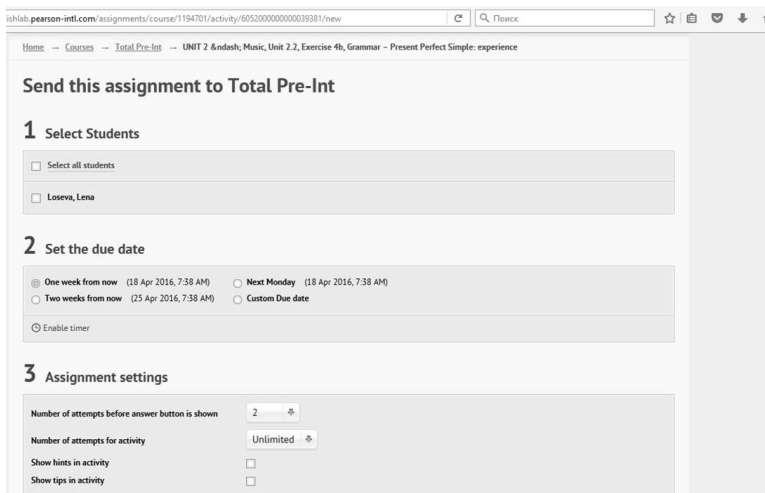 ishlab.pearson-intl.com/assignments/course/1194701/activity/6052000000000039381/new Поиск
Home → Courses → Total Pre-Int → UNIT 2 &ndash; Music, Unit 2.2, Exercise 4b, Grammar – Present Perfect Simple: experience
Send this assignment to Total Pre-Int
1 Select Students
Select all students
Loseva, Lena
2 Set the due date
One week from now (18 Apr 2016, 7:38 AM) Next Monday (18 Apr 2016, 7:38 AM)
Two weeks from now (25 Apr 2016, 7:38 AM) Custom Due date
Enable timer
3 Assignment settings
Number of attempts before answer button is shown 2
Number of attempts for activity Unlimited
Show hints in activity
Show tips in activity